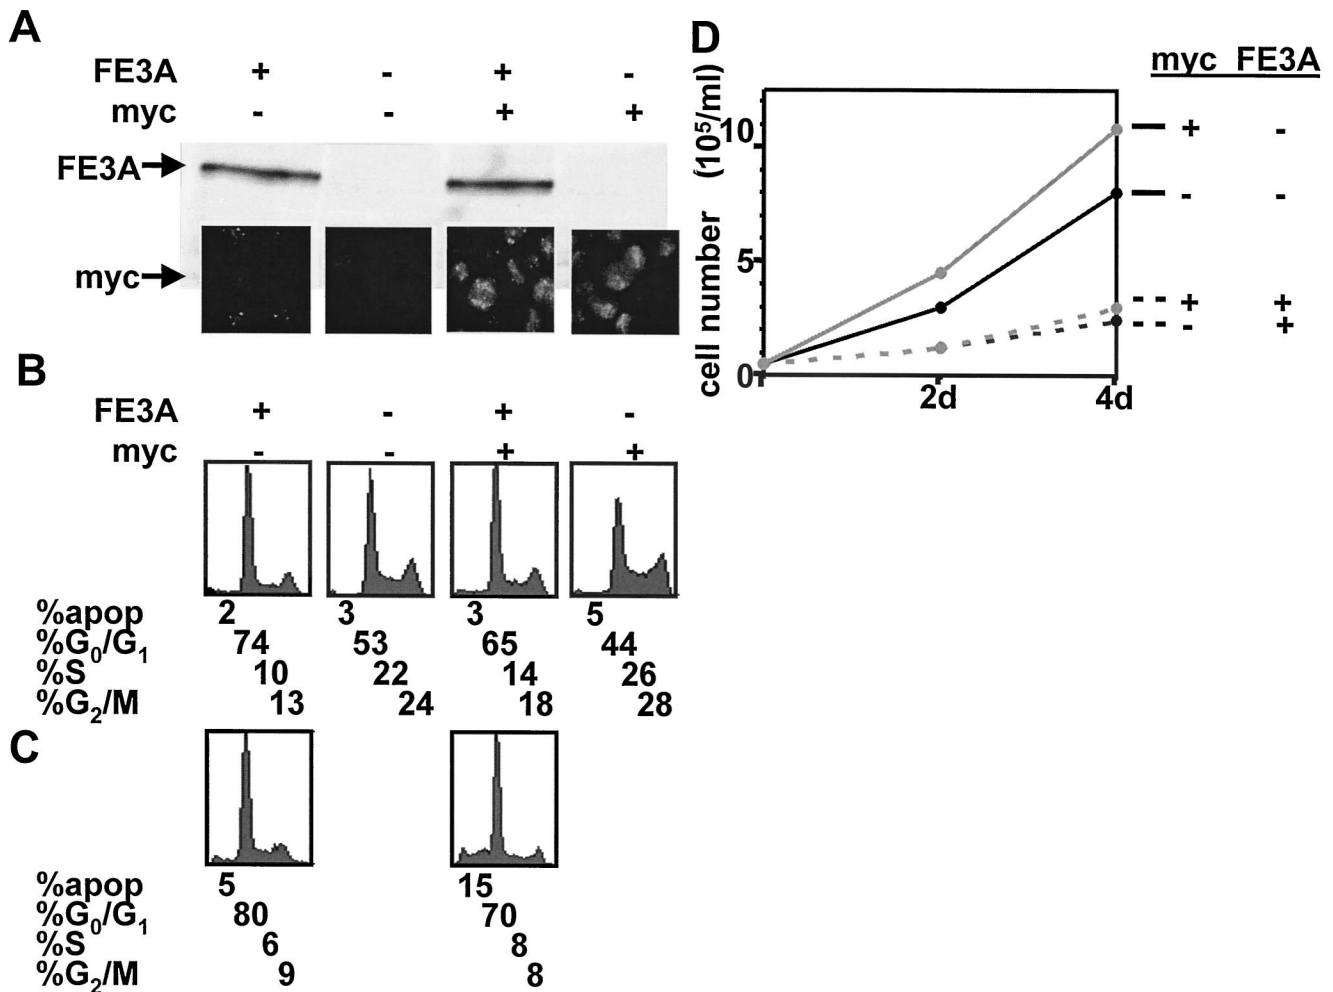 A
FE3A + - + -
myc - - + +
FE3A
myc
B
FE3A + - + -
myc - - + +
%apop 2 3 3 5
%G0/G1 74 53 65 44
%S 10 22 14 26
%G2/M 13 24 18 28
C
%apop 5 15
%G0/G1 80 70
%S 6 8
%G2/M 9 8
D
myc FE3A
cell number (10⁵/ml)
10
5
0
2d 4d
+ -
- -
+ +
- +